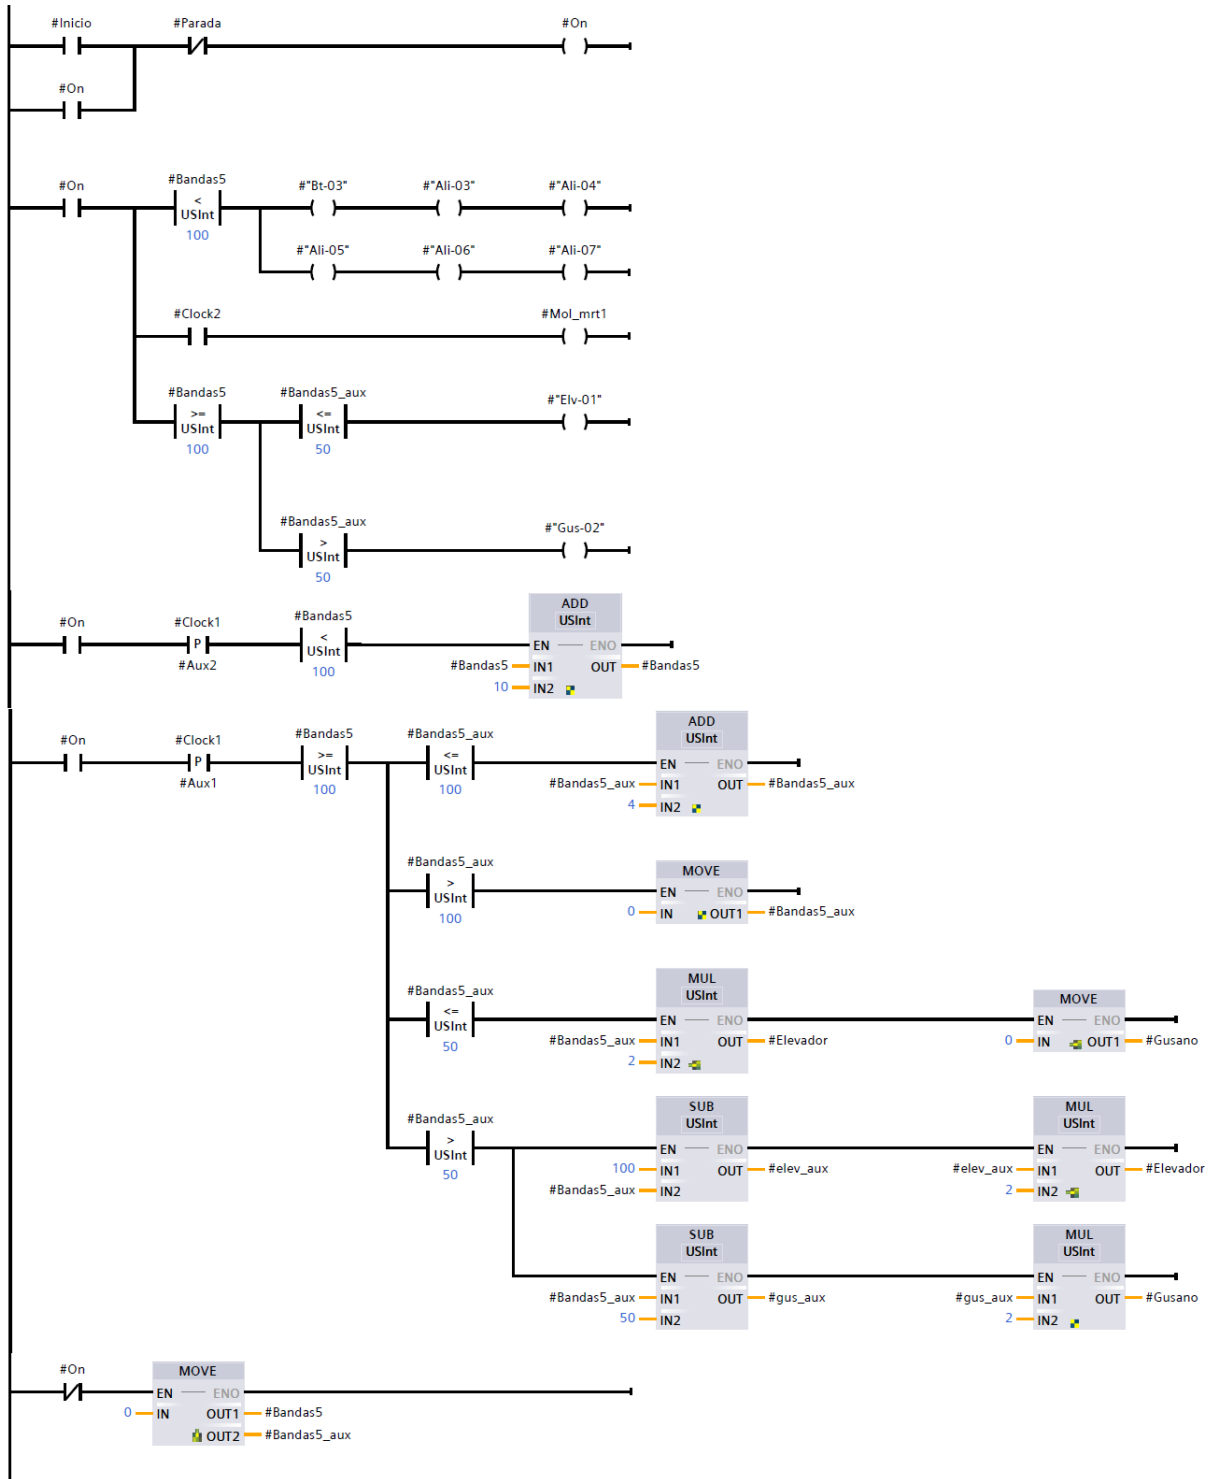 #Inicio #Parada #On
#On
#On #Bandas5 #"Bt-03" #"Ali-03" #"Ali-04"
<
USInt
100
#"Ali-05" #"Ali-06" #"Ali-07"
#Clock2 #Mol_mrt1
#Bandas5 #Bandas5_aux #"Elv-01"
>= <=
USInt USInt
100 50
#Bandas5_aux #"Gus-02"
>
USInt
50
ADD
USInt
#On #Clock1 #Bandas5
P < EN ENO
USInt
#Aux2 100
#Bandas5 IN1 OUT #Bandas5
10 IN2
ADD
USInt
#On #Clock1 #Bandas5 #Bandas5_aux
P >= <= EN ENO
USInt USInt
#Aux1 100 100
#Bandas5_aux IN1 OUT #Bandas5_aux
4 IN2
#Bandas5_aux MOVE
> EN ENO
USInt
100 0 IN OUT1 #Bandas5_aux
MUL
#Bandas5_aux USInt MOVE
<= EN ENO EN ENO
USInt
50 #Bandas5_aux IN1 OUT #Elevador 0 IN OUT1 #Gusano
2 IN2
SUB MUL
#Bandas5_aux USInt USInt
> EN ENO EN ENO
USInt
50 100 IN1 OUT #elev_aux #elev_aux IN1 OUT #Elevador
#Bandas5_aux IN2 2 IN2
SUB MUL
USInt USInt
EN ENO EN ENO
#Bandas5_aux IN1 OUT #gus_aux #gus_aux IN1 OUT #Gusano
50 IN2 2 IN2
#On MOVE
EN ENO
0 IN OUT1 #Bandas5
OUT2 #Bandas5_aux